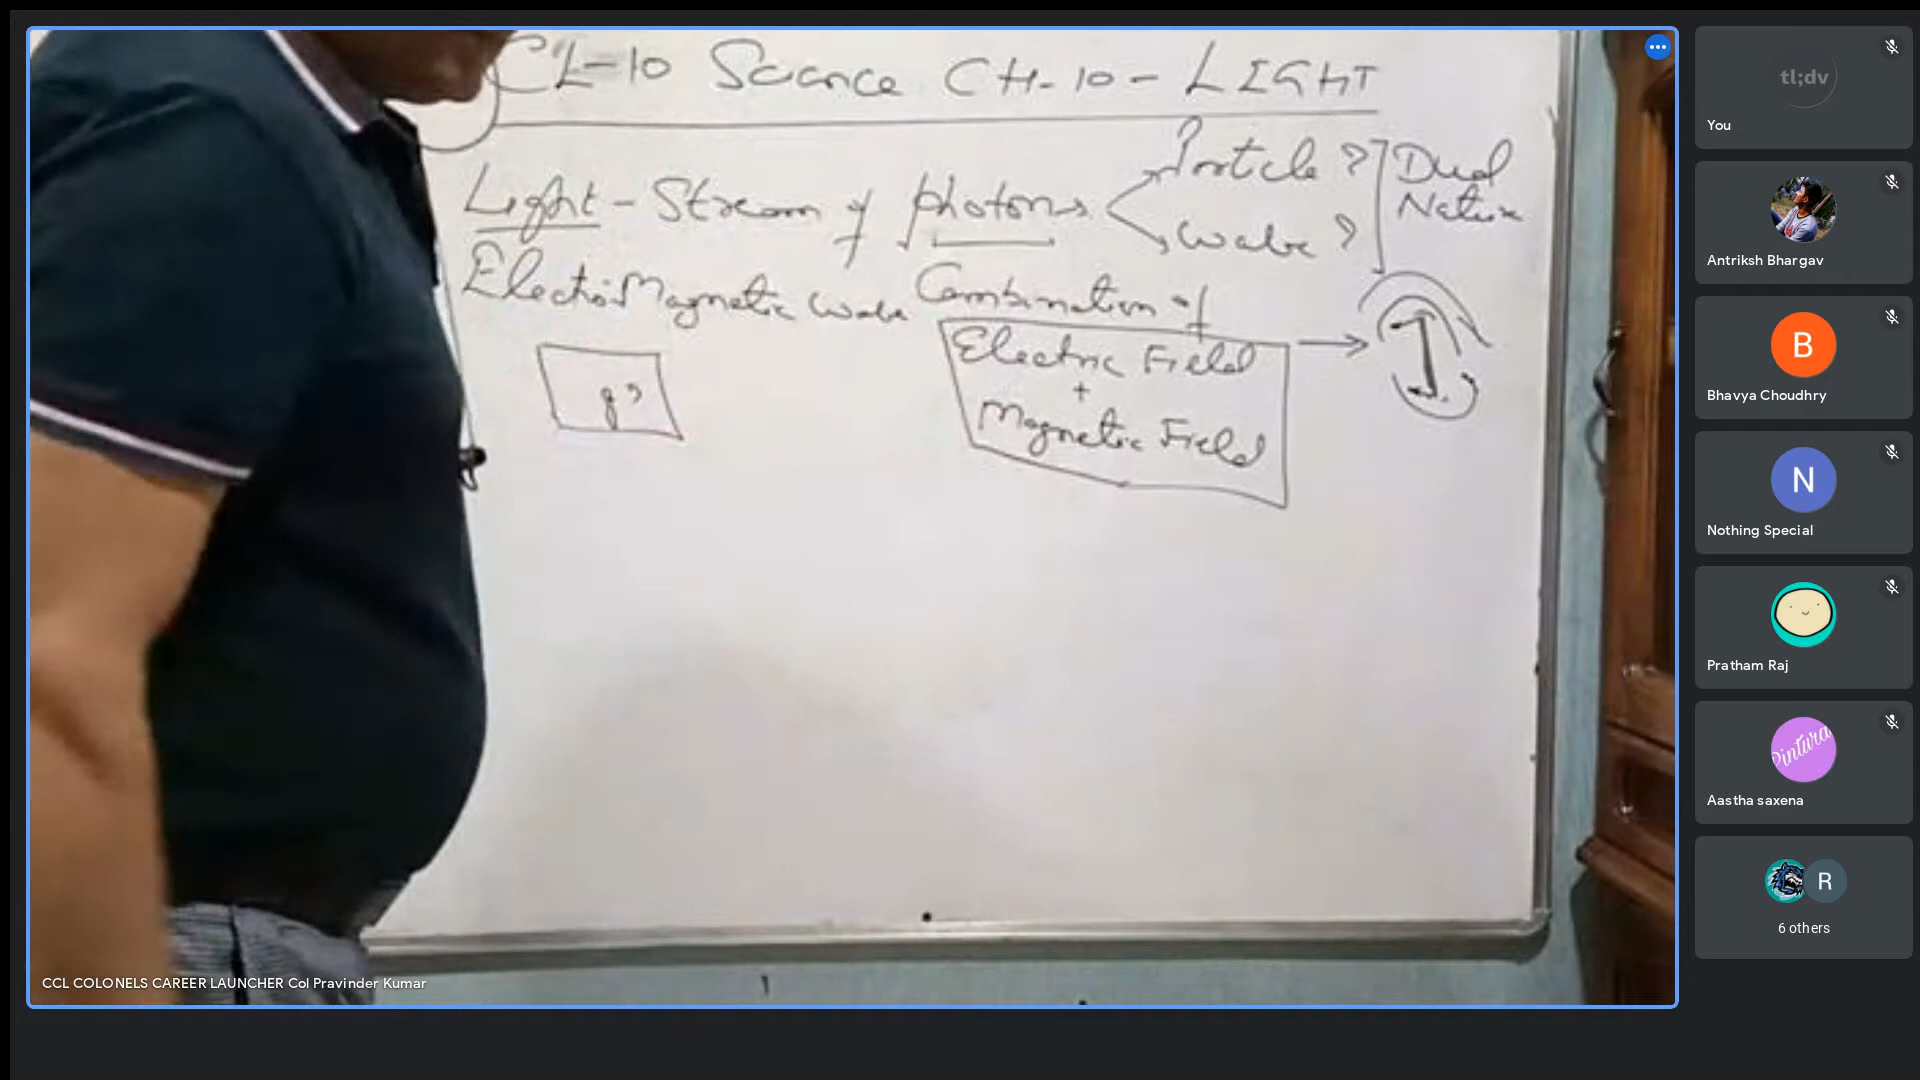 CL-10 Science CH-10- LIGHT
Light - Stream of photons
Particle ?
Wave ?
Dual
Nature
ElectroMagnetic Wave Combination of
Electric Field
+
Magnetic Field
CCL COLONELS CAREER LAUNCHER Col Pravinder Kumar
tl;dv
You
Antriksh Bhargav
B
Bhavya Choudhry
N
Nothing Special
Pratham Raj
Pintura
Aastha saxena
R
6 others